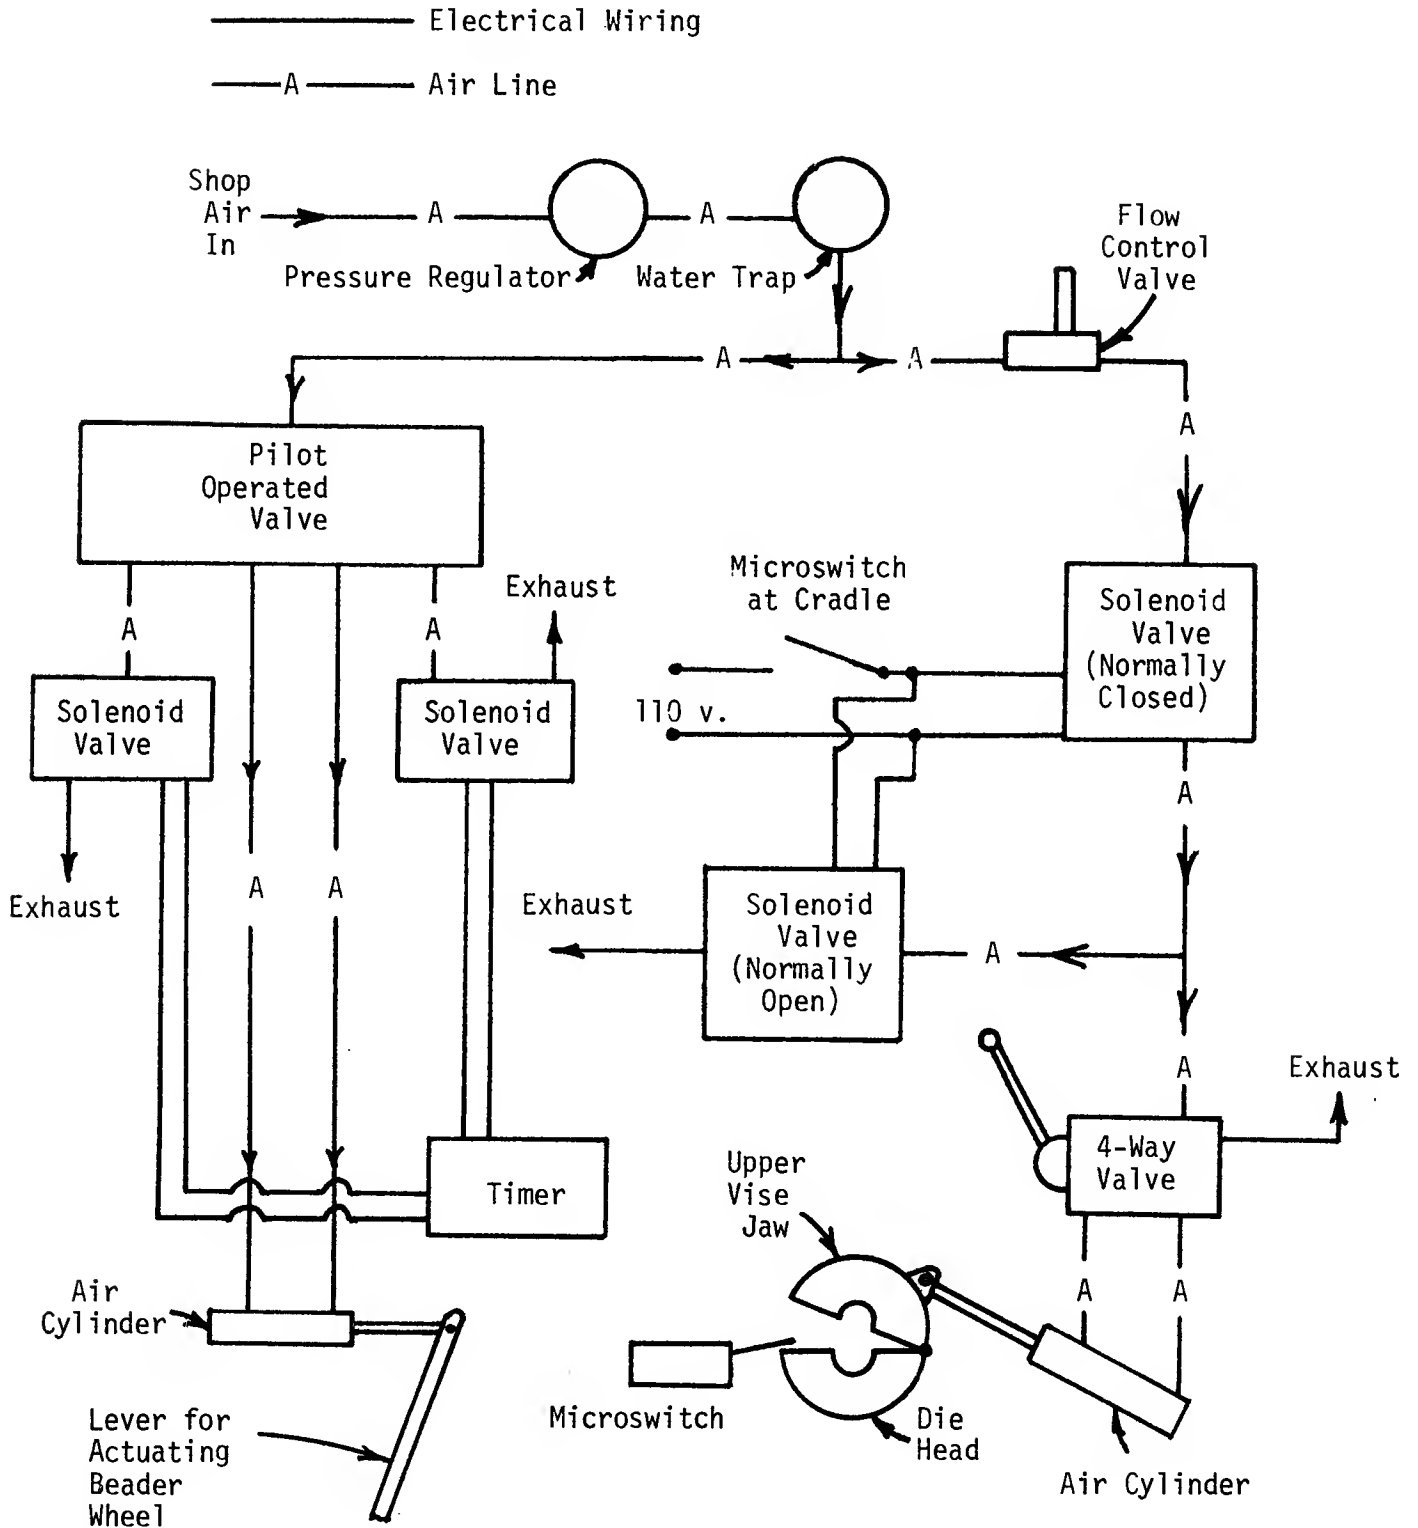 Electrical Wiring
A
Air Line
Shop
Air
In
A
A
Pressure Regulator
Water Trap
Flow
Control
Valve
A
A
A
Pilot
Operated
Valve
A
A
Exhaust
Microswitch
at Cradle
Solenoid
Valve
(Normally
Closed)
Solenoid
Valve
Solenoid
Valve
110 v.
A
Exhaust
A
A
Exhaust
Solenoid
Valve
(Normally
Open)
A
A
Exhaust
4-Way
Valve
Timer
Upper
Vise
Jaw
A
A
Air
Cylinder
Microswitch
Die
Head
Lever for
Actuating
Beader
Wheel
Air Cylinder